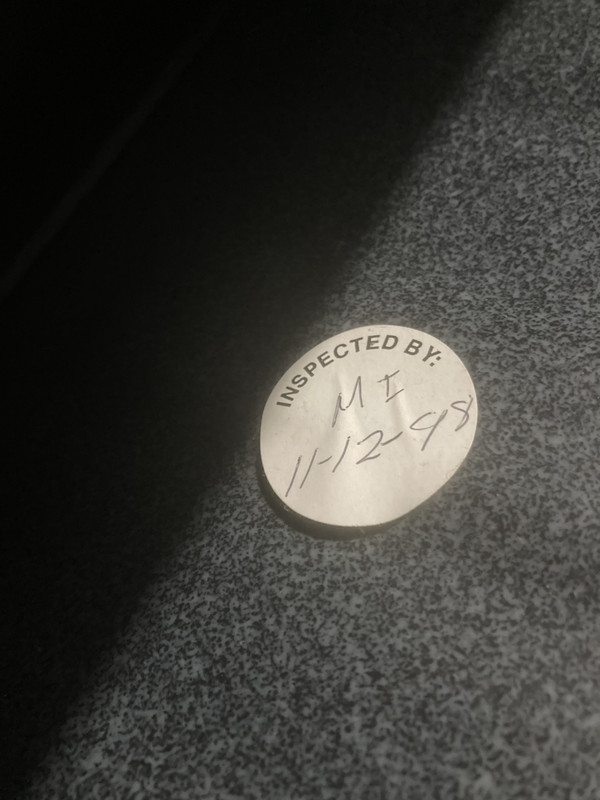 INSPECTED BY:
M I
11-12-98